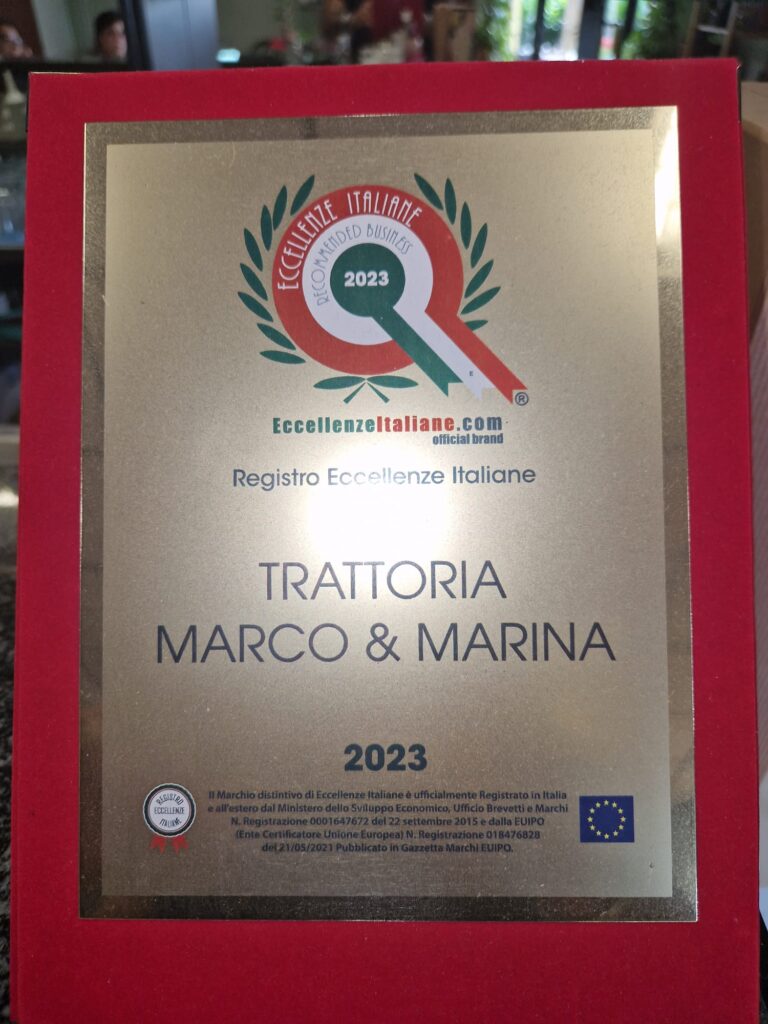 ECCELLENZE ITALIANE
RECOMMENDED BUSINESS
2023
®
EccellenzeItaliane.com
official brand
Registro Eccellenze Italiane
TRATTORIA
MARCO & MARINA
2023
Il Marchio distintivo di Eccellenze Italiane è ufficialmente Registrato in Italia
e all'estero dal Ministero dello Sviluppo Economico, Ufficio Brevetti e Marchi
N. Registrazione 0001647672 del 22 settembre 2015 e dalla EUIPO
(Ente Certificatore Unione Europea) N. Registrazione 018476828
del 21/05/2021 Pubblicato in Gazzetta Marchi EUIPO.
REGISTRO
ECCELLENZE
ITALIANE